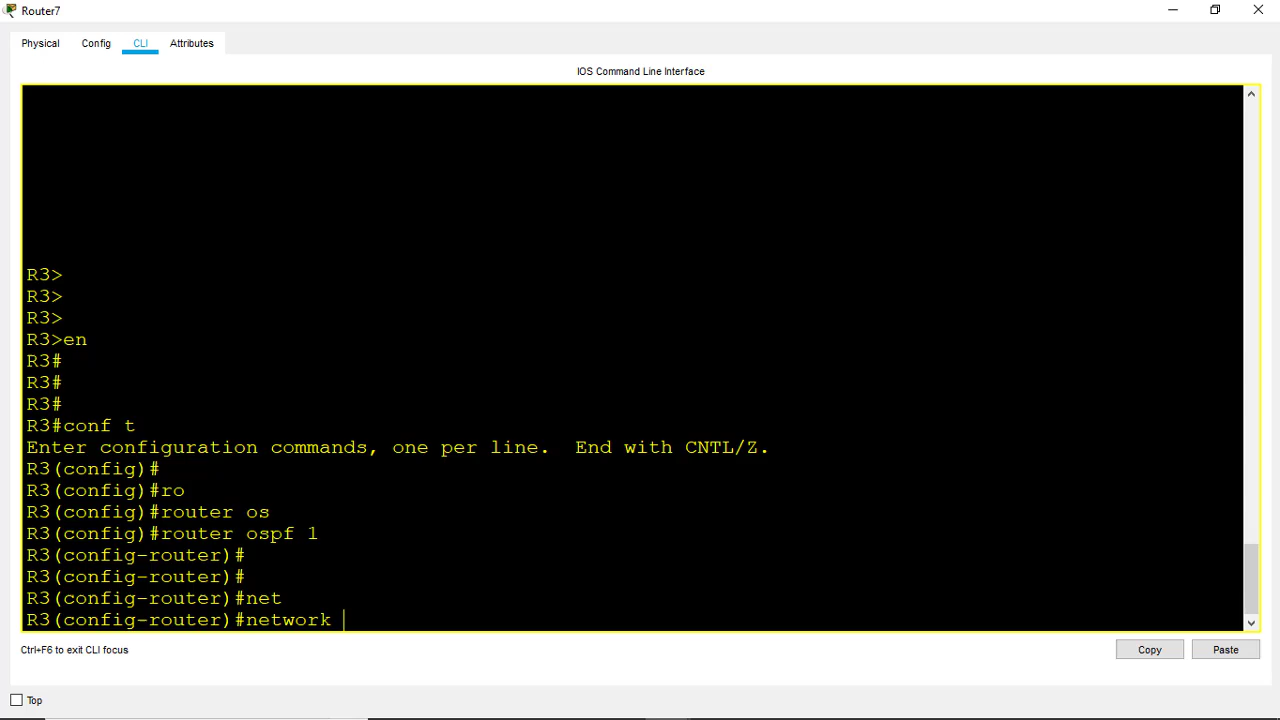 Router7
Physical Config CLI Attributes
IOS Command Line Interface
R3>
R3>
R3>
R3>en
R3#
R3#
R3#
R3#conf t
Enter configuration commands, one per line.  End with CNTL/Z.
R3(config)#
R3(config)#ro
R3(config)#router os
R3(config)#router ospf 1
R3(config-router)#
R3(config-router)#
R3(config-router)#net
R3(config-router)#network
Ctrl+F6 to exit CLI focus
Copy Paste
Top